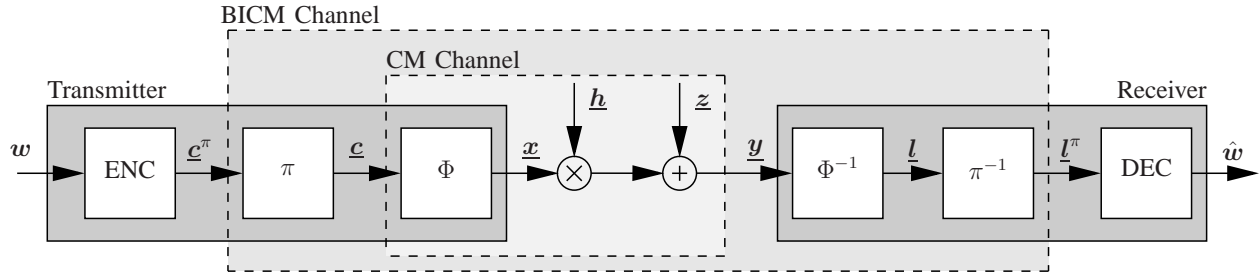 BICM Channel
CM Channel
Transmitter
Receiver
w
ENC
c^π
π
c
Φ
x
h
×
z
+
y
Φ⁻¹
l
π⁻¹
l^π
DEC
ŵ